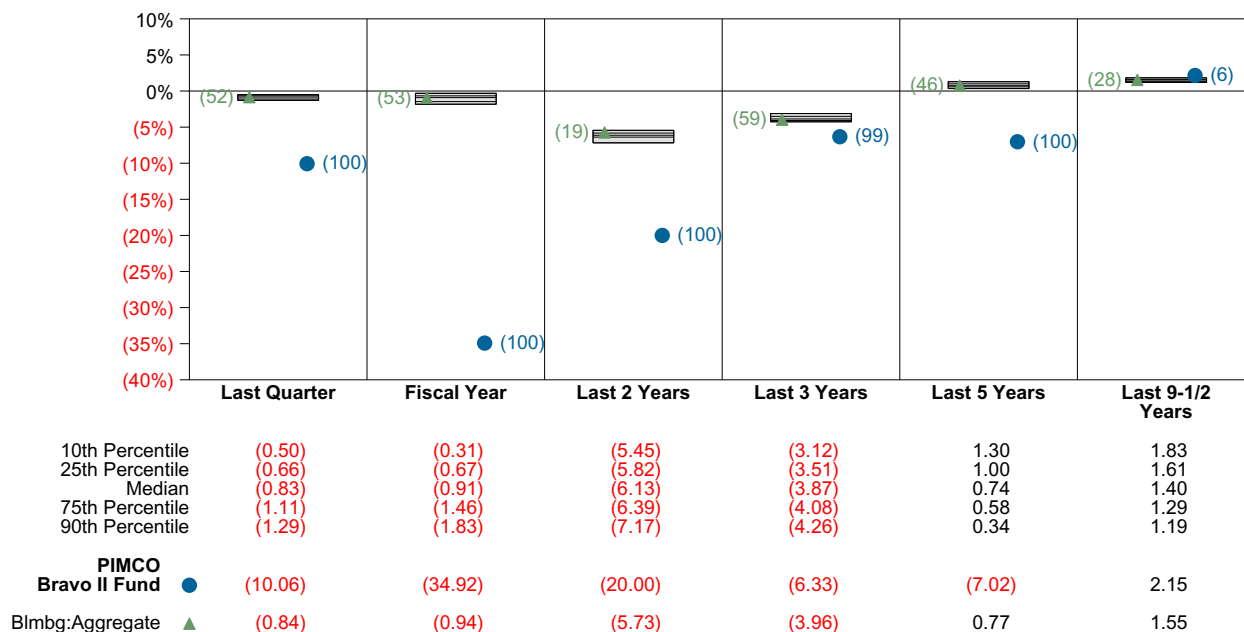 10%
5%
0%
(5%)
(10%)
(15%)
(20%)
(25%)
(30%)
(35%)
(40%)
(52) (53) (19) (59) (46) (28) (6)
(100) (100) (100) (99) (100)
Last Quarter Fiscal Year Last 2 Years Last 3 Years Last 5 Years Last 9-1/2
Years
10th Percentile (0.50) (0.31) (5.45) (3.12) 1.30 1.83
25th Percentile (0.66) (0.67) (5.82) (3.51) 1.00 1.61
Median (0.83) (0.91) (6.13) (3.87) 0.74 1.40
75th Percentile (1.11) (1.46) (6.39) (4.08) 0.58 1.29
90th Percentile (1.29) (1.83) (7.17) (4.26) 0.34 1.19
PIMCO
Bravo II Fund (10.06) (34.92) (20.00) (6.33) (7.02) 2.15
Blmbg:Aggregate (0.84) (0.94) (5.73) (3.96) 0.77 1.55